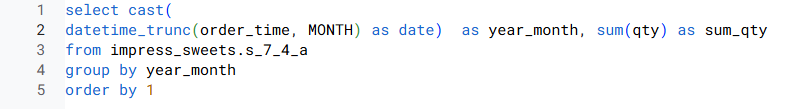 1 select cast(
2 datetime_trunc(order_time, MONTH) as date)  as year_month, sum(qty) as sum_qty
3 from impress_sweets.s_7_4_a
4 group by year_month
5 order by 1